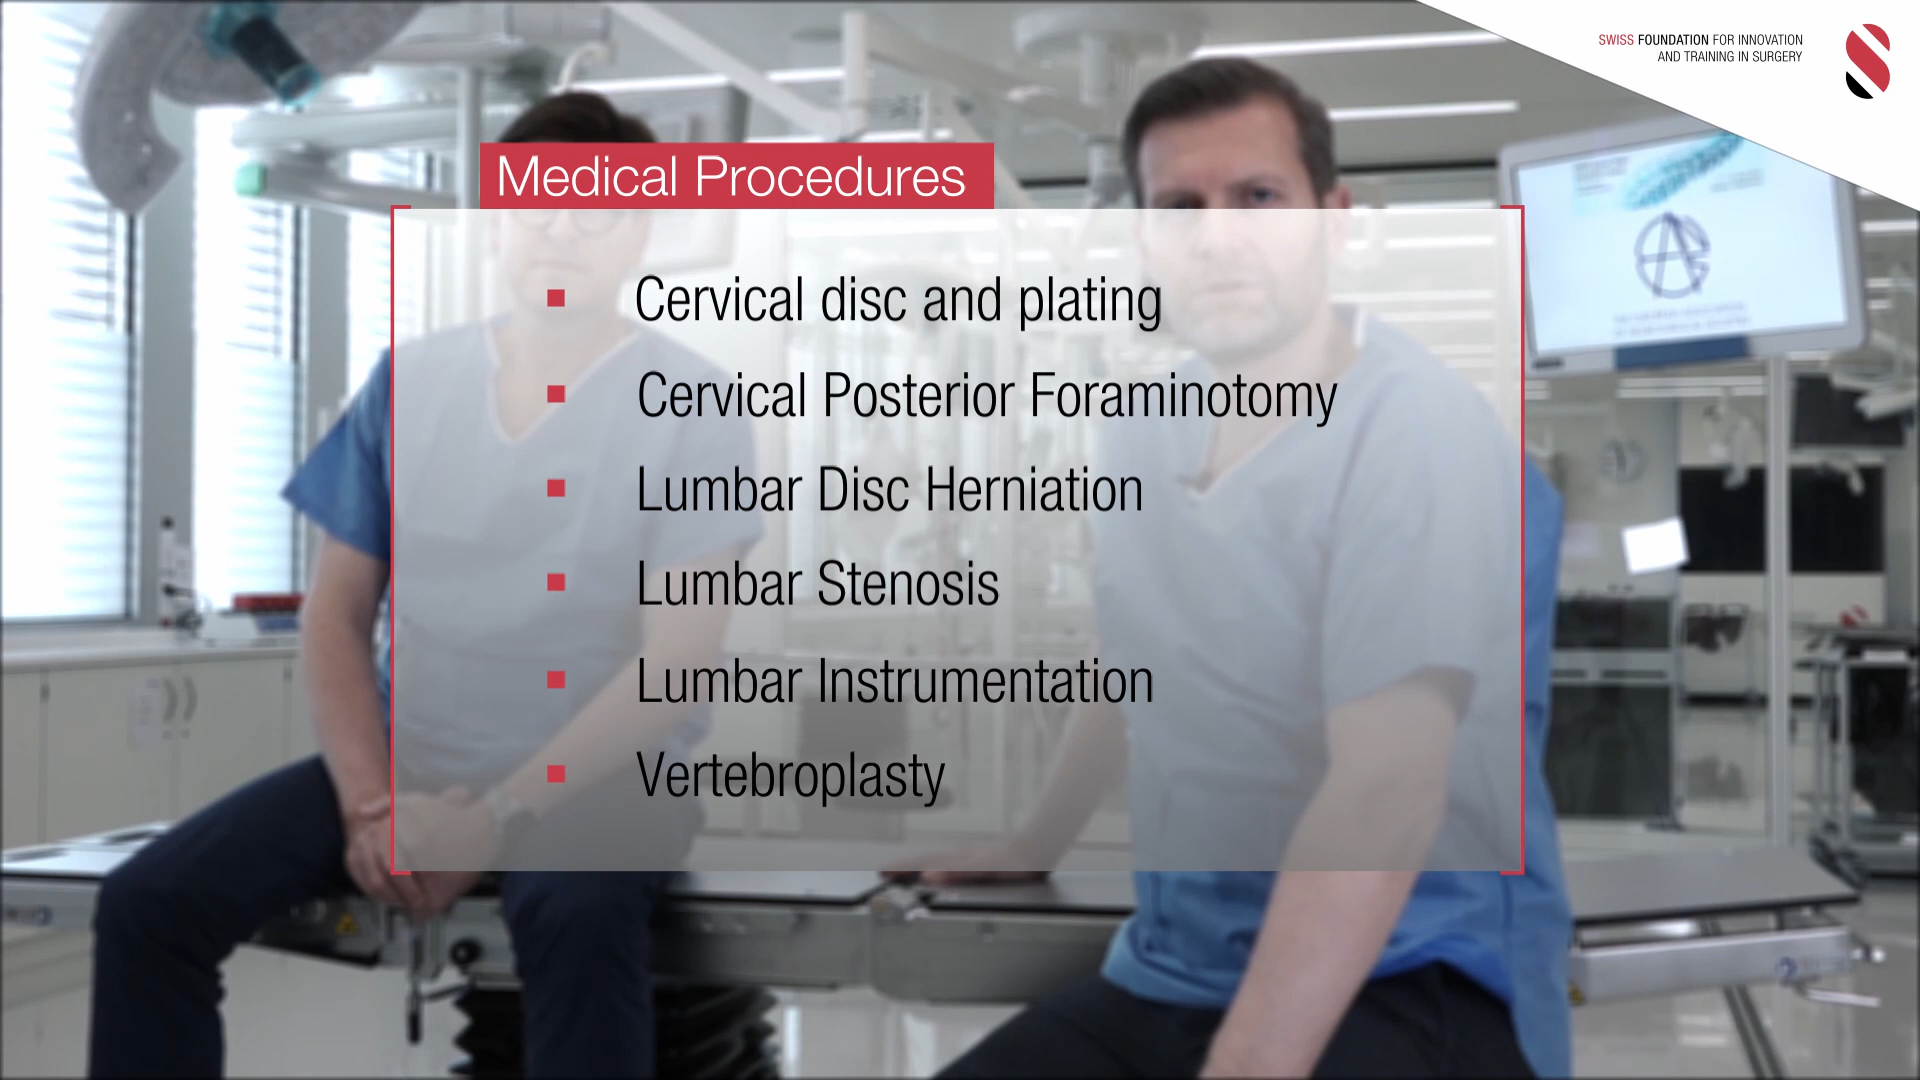 SWISS FOUNDATION FOR INNOVATION
AND TRAINING IN SURGERY
Medical Procedures
Cervical disc and plating
Cervical Posterior Foraminotomy
Lumbar Disc Herniation
Lumbar Stenosis
Lumbar Instrumentation
Vertebroplasty